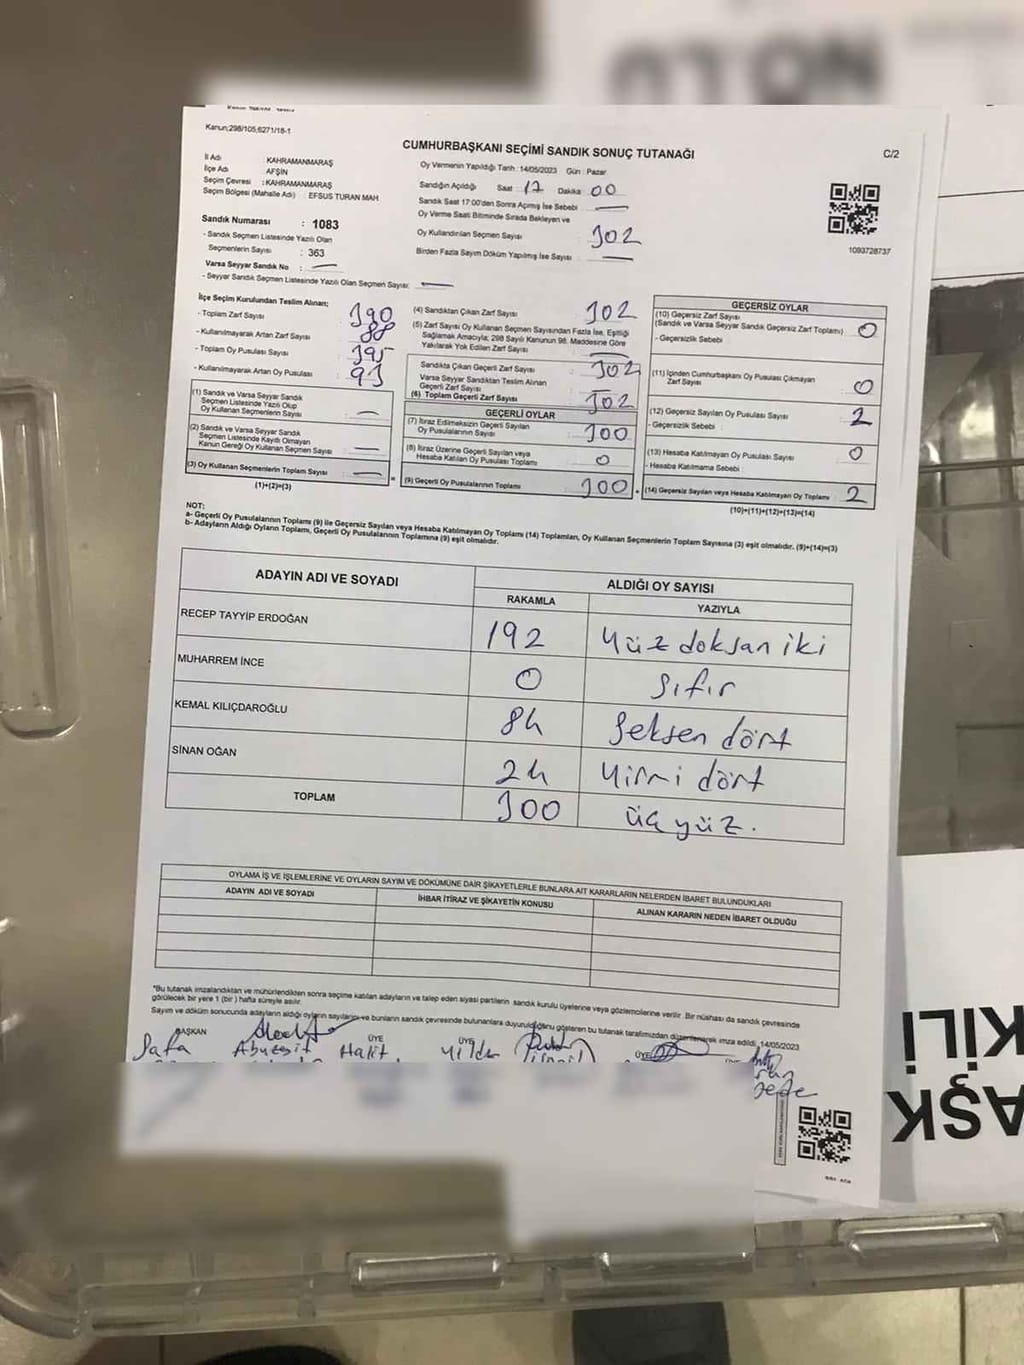 Kanun;298/105,6271/18-1
CUMHURBAŞKANI SEÇİMİ SANDIK SONUÇ TUTANAĞI
C/2
İl Adı : KAHRAMANMARAŞ
İlçe Adı : AFŞİN
Seçim Çevresi : KAHRAMANMARAŞ
Seçim Bölgesi (Mahalle Adı) : EFSUS TURAN MAH
Sandık Numarası : 1083
- Sandık Seçmen Listesinde Yazılı Olan
Seçmenlerin Sayısı : 363
Varsa Seyyar Sandık No :
- Seyyar Sandık Seçmen Listesinde Yazılı Olan Seçmen Sayısı:
Oy Vermenin Yapıldığı Tarih :14/05/2023 Gün : Pazar
Sandığın Açıldığı Saat : 17 Dakika : 00
Sandık Saat 17:00'den Sonra Açımış İse Sebebi :
Oy Verme Saati Bitiminde Sırada Bekleyen ve
Oy Kullandırılan Seçmen Sayısı : 302
Birden Fazla Sayım Döküm Yapılmış İse Sayısı :
1093728737
İlçe Seçim Kurulundan Teslim Alınan;
- Toplam Zarf Sayısı : 390
- Kullanılmayarak Artan Zarf Sayısı : 88
- Toplam Oy Pusulası Sayısı : 395
- Kullanılmayarak Artan Oy Pusulası : 93
(1) Sandık ve Varsa Seyyar Sandık
Seçmen Listesinde Yazılı Olup
Oy Kullanan Seçmenlerin Sayısı :
(2) Sandık ve Varsa Seyyar Sandık
Seçmen Listesinde Kayıtlı Olmayan
Kanun Gereği Oy Kullanan Seçmen Sayısı :
(3) Oy Kullanan Seçmenlerin Toplam Sayısı :
(1)+(2)=(3)
(4) Sandıktan Çıkan Zarf Sayısı : 302
(5) Zarf Sayısı Oy Kullanan Seçmen Sayısından Fazla İse, Eşitliği
Sağlamak Amacıyla; 298 Sayılı Kanunun 98. Maddesine Göre
Yakılarak Yok Edilen Zarf Sayısı :
Sandıkta Çıkan Geçerli Zarf Sayısı : 302
Varsa Seyyar Sandıktan Teslim Alınan
Geçerli Zarf Sayısı :
(6) Toplam Geçerli Zarf Sayısı : 302
GEÇERLİ OYLAR
(7) İtiraz Edilmeksizin Geçerli Sayılan
Oy Pusulalarının Sayısı : 300
(8) İtiraz Üzerine Geçerli Sayılan veya
Hesaba Katılan Oy Pusulası Toplamı : 0
(9) Geçerli Oy Pusulalarının Toplamı : 300
GEÇERSİZ OYLAR
(10) Geçersiz Zarf Sayısı
(Sandık ve Varsa Seyyar Sandık Geçersiz Zarf Toplamı) : 0
- Geçersizlik Sebebi :
(11) İçinden Cumhurbaşkanı Oy Pusulası Çıkmayan
Zarf Sayısı : 0
(12) Geçersiz Sayılan Oy Pusulası Sayısı : 2
- Geçersizlik Sebebi :
(13) Hesaba Katılmayan Oy Pusulası Sayısı : 0
- Hesaba Katılmama Sebebi :
(14) Geçersiz Sayılan veya Hesaba Katılmayan Oy Toplamı : 2
(10)+(11)+(12)+(13)=(14)
NOT:
a- Geçerli Oy Pusulalarının Toplamı (9) ile Geçersiz Sayılan veya Hesaba Katılmayan Oy Toplamı (14) Toplamları, Oy Kullanan Seçmenlerin Toplam Sayısına (3) eşit olmalıdır. (9)+(14)=(3)
b- Adayların Aldığı Oyların Toplamı, Geçerli Oy Pusulalarının Toplamına (9) eşit olmalıdır.
ADAYIN ADI VE SOYADI ALDIĞI OY SAYISI
RAKAMLA YAZIYLA
RECEP TAYYİP ERDOĞAN 192 Yüz doksan iki
MUHARREM İNCE 0 Sıfır
KEMAL KILIÇDAROĞLU 84 Seksen dört
SİNAN OĞAN 24 Yirmi dört
TOPLAM 300 üç yüz.
OYLAMA İŞ VE İŞLEMLERİNE VE OYLARIN SAYIM VE DÖKÜMÜNE DAİR ŞİKAYETLERLE BUNLARA AİT KARARLARIN NELERDEN İBARET BULUNDUKLARI
ADAYIN ADI VE SOYADI İHBAR İTİRAZ VE ŞİKAYETİN KONUSU ALINAN KARARIN NEDEN İBARET OLDUĞU
*Bu tutanak imzalandıktan ve mühürlendikten sonra seçime katılan adayların ve talep eden siyasi partilerin sandık kurulu üyelerine veya gözlemcilerine verilir. Bir nüshası da sandık çevresinde
görülecek bir yere 1 (bir ) hafta süreyle asılır.
Sayım ve döküm sonucunda adayların aldığı oyların sayılarını ve bunların sandık çevresinde bulunanlara duyurulduğunu gösteren bu tutanak tarafımızdan düzenlenerek imza edildi. 14/05/2023
BAŞKAN ÜYE ÜYE ÜYE
Safa Halit
KİLİ
AŞK